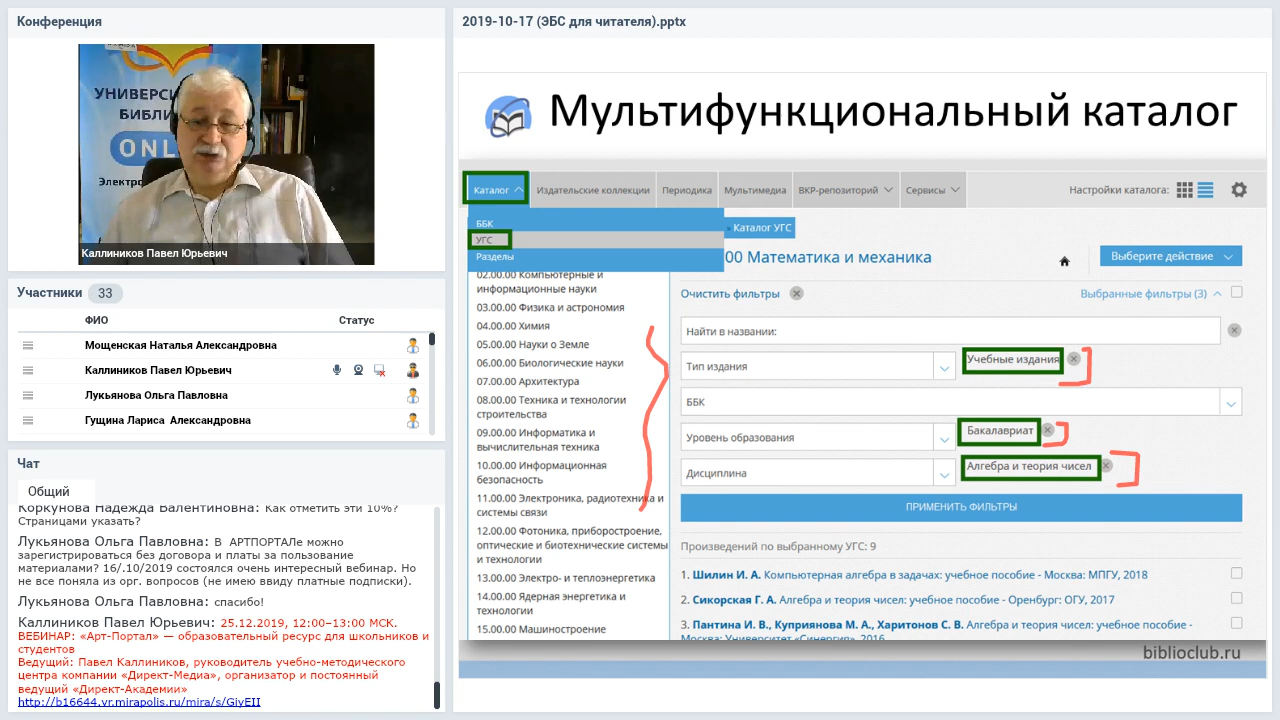 Конференция
УНИВЕРСИ
БИБЛИ
ONL
Электро
Каллиников Павел Юрьевич
Участники 33
ФИО Статус
Мощенская Наталья Александровна
Каллиников Павел Юрьевич
Лукьянова Ольга Павловна
Гущина Лариса Александровна
Чат
Общий
Коркунова Надежда Валентиновна: Как отметить эти 10%?
Страницами указать?
Лукьянова Ольга Павловна: В АРТПОРТАЛе можно
зарегистрироваться без договора и платы за пользование
материалами? 16/.10/2019 состоялся очень интересный вебинар. Но
не все поняла из орг. вопросов (не имею ввиду платные подписки).
Лукьянова Ольга Павловна: спасибо!
Каллиников Павел Юрьевич: 25.12.2019, 12:00–13:00 МСК.
ВЕБИНАР: «Арт-Портал» — образовательный ресурс для школьников и
студентов
Ведущий: Павел Каллиников, руководитель учебно-методического
центра компании «Директ-Медиа», организатор и постоянный
ведущий «Директ-Академии»
http://b16644.vr.mirapolis.ru/mira/s/GiyEII
2019-10-17 (ЭБС для читателя).pptx
Мультифункциональный каталог
Каталог Издательские коллекции Периодика Мультимедиа ВКР-репозиторий Сервисы Настройки каталога:
ББК
УГС
Разделы
» Каталог УГС
00 Математика и механика
Выберите действие
02.00.00 Компьютерные и
информационные науки
03.00.00 Физика и астрономия
04.00.00 Химия
05.00.00 Науки о Земле
06.00.00 Биологические науки
07.00.00 Архитектура
08.00.00 Техника и технологии
строительства
09.00.00 Информатика и
вычислительная техника
10.00.00 Информационная
безопасность
11.00.00 Электроника, радиотехника и
системы связи
12.00.00 Фотоника, приборостроение,
оптические и биотехнические системы
и технологии
13.00.00 Электро- и теплоэнергетика
14.00.00 Ядерная энергетика и
технологии
15.00.00 Машиностроение
Очистить фильтры
Выбранные фильтры (3)
Найти в названии:
Тип издания Учебные издания
ББК
Уровень образования Бакалавриат
Дисциплина Алгебра и теория чисел
ПРИМЕНИТЬ ФИЛЬТРЫ
Произведений по выбранному УГС: 9
1. Шилин И. А. Компьютерная алгебра в задачах: учебное пособие - Москва: МПГУ, 2018
2. Сикорская Г. А. Алгебра и теория чисел: учебное пособие - Оренбург: ОГУ, 2017
3. Пантина И. В., Куприянова М. А., Харитонов С. В. Алгебра и теория чисел: учебное пособие -
Москва: Университет «Синергия», 2016
biblioclub.ru